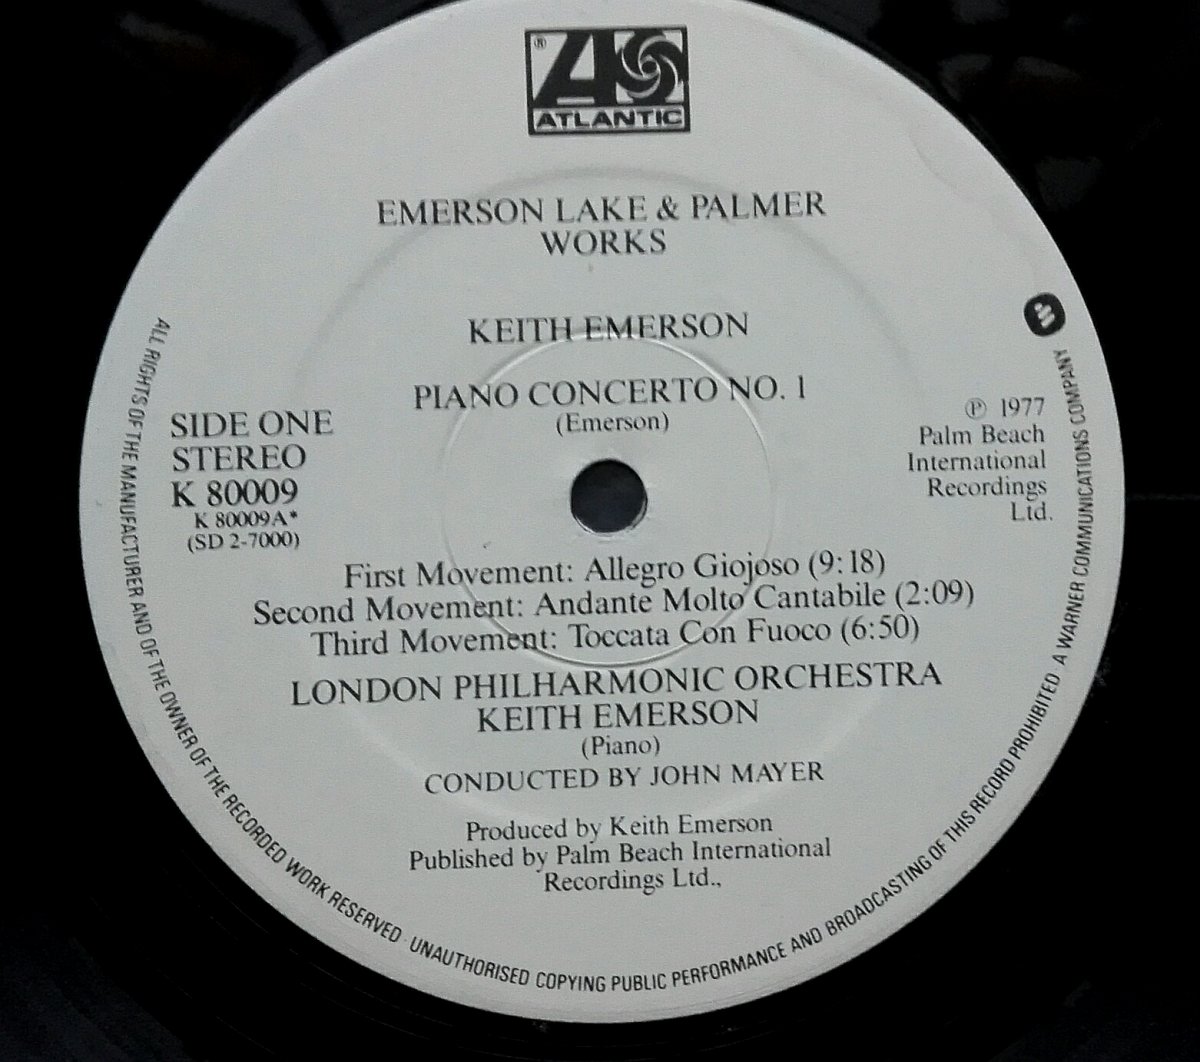 ®
ATLANTIC
EMERSON LAKE & PALMER
WORKS
KEITH EMERSON
PIANO CONCERTO NO. 1
(Emerson)
SIDE ONE
STEREO
K 80009
K 80009A*
(SD 2-7000)
℗ 1977
Palm Beach
International
Recordings
Ltd.
First Movement: Allegro Giojoso (9:18)
Second Movement: Andante Molto Cantabile (2:09)
Third Movement: Toccata Con Fuoco (6:50)
LONDON PHILHARMONIC ORCHESTRA
KEITH EMERSON
(Piano)
CONDUCTED BY JOHN MAYER
Produced by Keith Emerson
Published by Palm Beach International
Recordings Ltd.,
ALL RIGHTS OF THE MANUFACTURER AND OF THE OWNER OF THE RECORDED WORK RESERVED · UNAUTHORISED COPYING PUBLIC PERFORMANCE AND BROADCASTING OF THIS RECORD PROHIBITED · A WARNER COMMUNICATIONS COMPANY